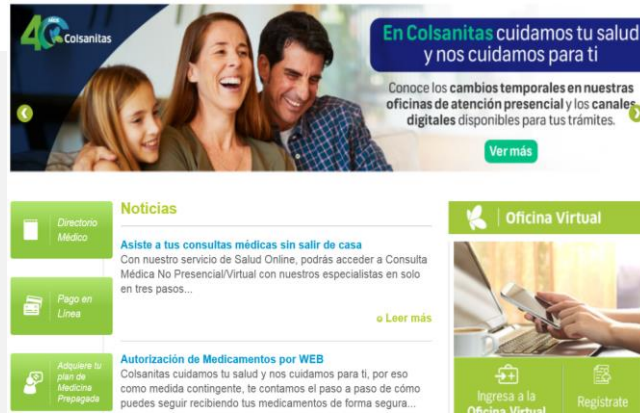 40
Colsanitas
En Colsanitas cuidamos tu salud
y nos cuidamos para ti
Conoce los cambios temporales en nuestras
oficinas de atención presencial y los canales
digitales disponibles para tus trámites.
Ver más
Directorio
Médico
Pago en
Línea
Adquiere tu
plan de
Medicina
Prepagada
Noticias
Asiste a tus consultas médicas sin salir de casa
Con nuestro servicio de Salud Online, podrás acceder a Consulta
Médica No Presencial/Virtual con nuestros especialistas en solo
en tres pasos...
Leer más
Autorización de Medicamentos por WEB
Colsanitas cuidamos tu salud y nos cuidamos para ti, por eso
como medida contingente, te contamos el paso a paso de cómo
puedes seguir recibiendo tus medicamentos de forma segura...
Oficina Virtual
Ingresa a la
Oficina Virtual
Regístrate